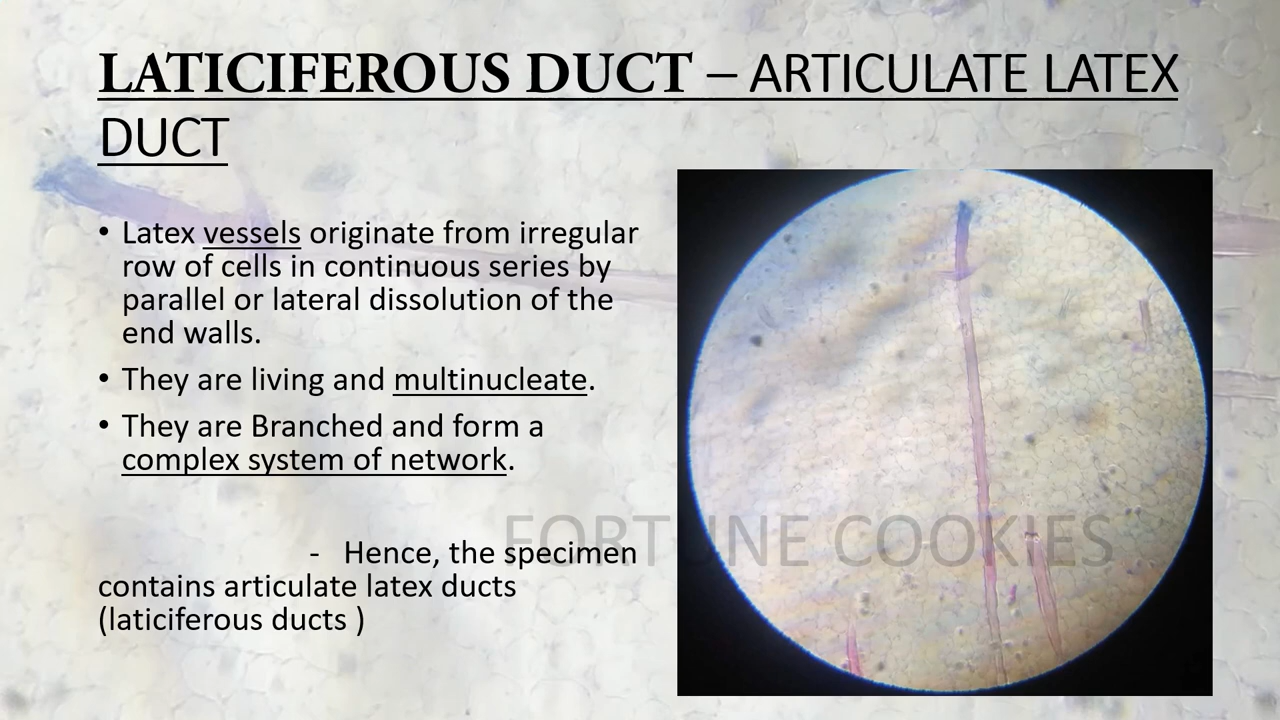 LATICIFEROUS DUCT – ARTICULATE LATEX
DUCT
• Latex vessels originate from irregular
row of cells in continuous series by
parallel or lateral dissolution of the
end walls.
• They are living and multinucleate.
• They are Branched and form a
complex system of network.
- Hence, the specimen
contains articulate latex ducts
(laticiferous ducts )
FORTUNE COOKIES